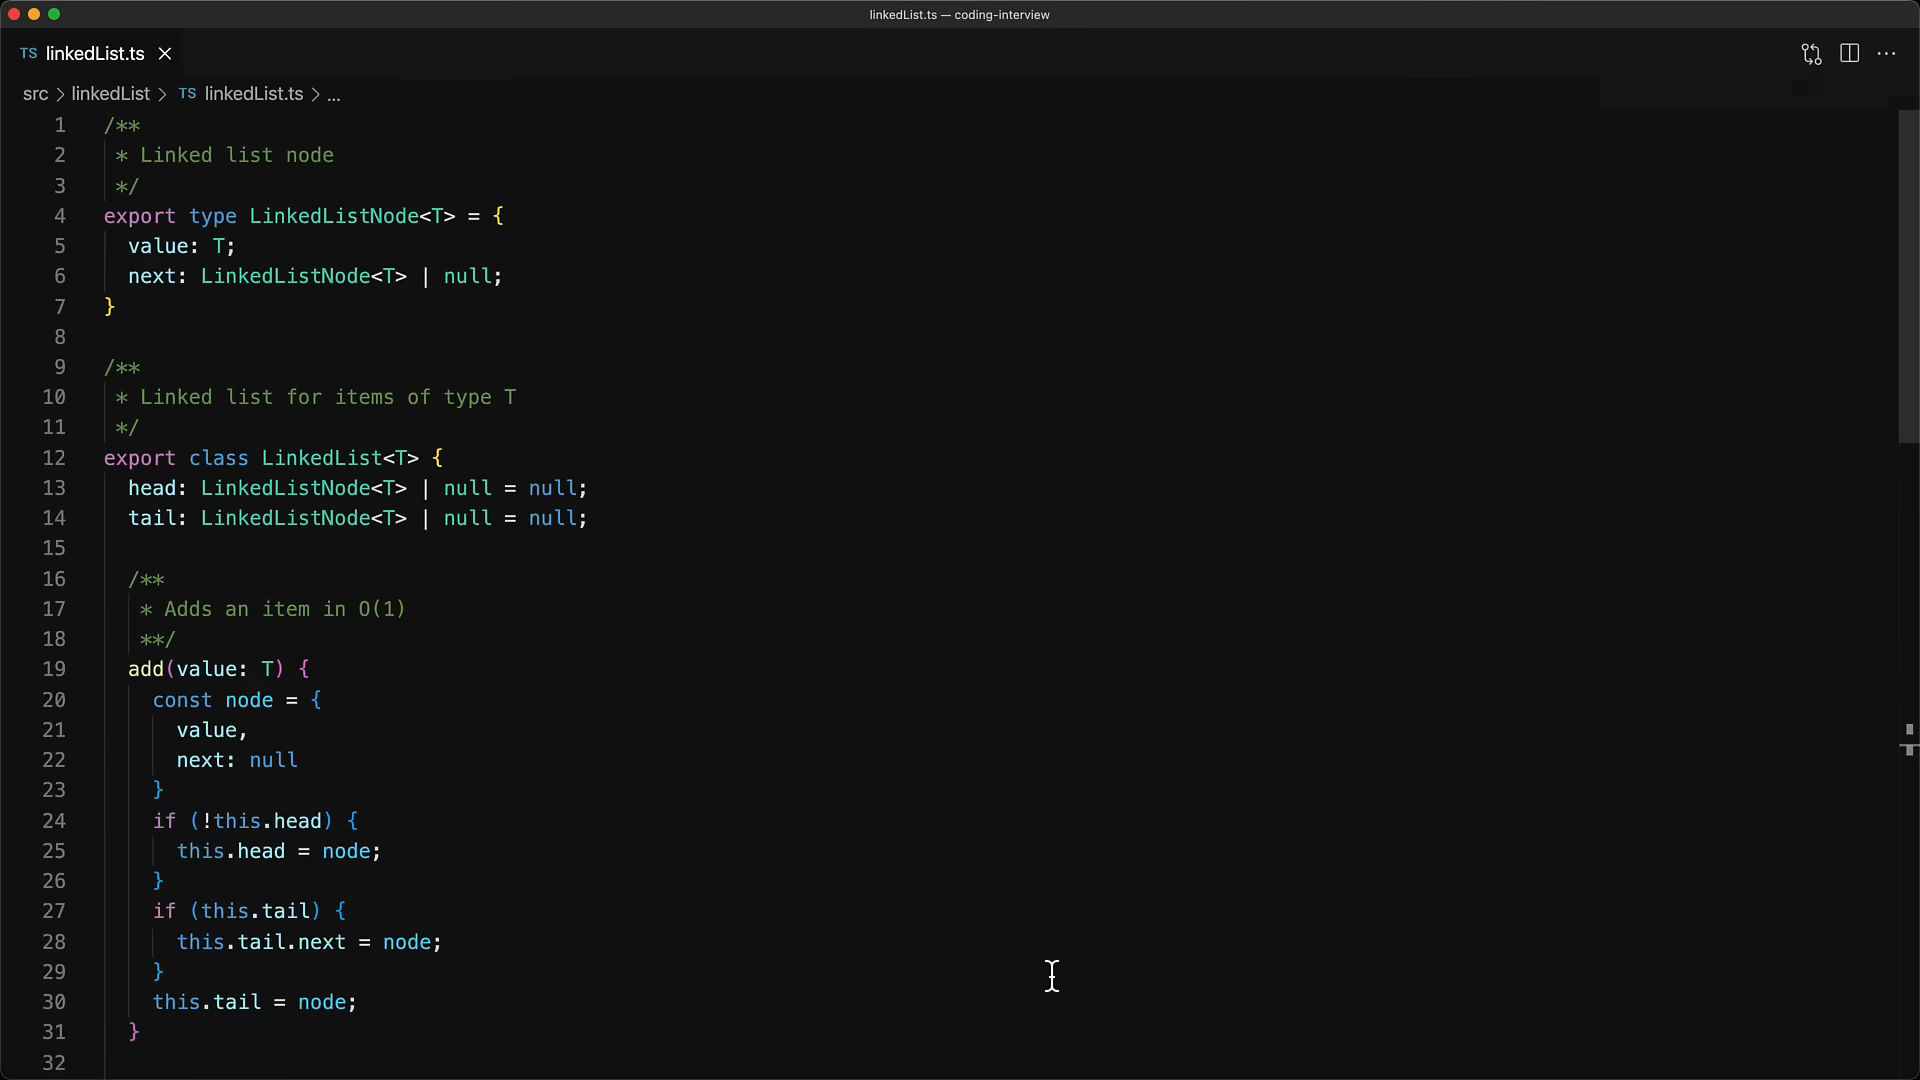 linkedList.ts — coding-interview
TS linkedList.ts
src > linkedList > TS linkedList.ts > ...
1 /**
2  * Linked list node
3  */
4 export type LinkedListNode<T> = {
5   value: T;
6   next: LinkedListNode<T> | null;
7 }
8
9 /**
10  * Linked list for items of type T
11  */
12 export class LinkedList<T> {
13   head: LinkedListNode<T> | null = null;
14   tail: LinkedListNode<T> | null = null;
15
16   /**
17    * Adds an item in O(1)
18    **/
19   add(value: T) {
20     const node = {
21       value,
22       next: null
23     }
24     if (!this.head) {
25       this.head = node;
26     }
27     if (this.tail) {
28       this.tail.next = node;
29     }
30     this.tail = node;
31   }
32